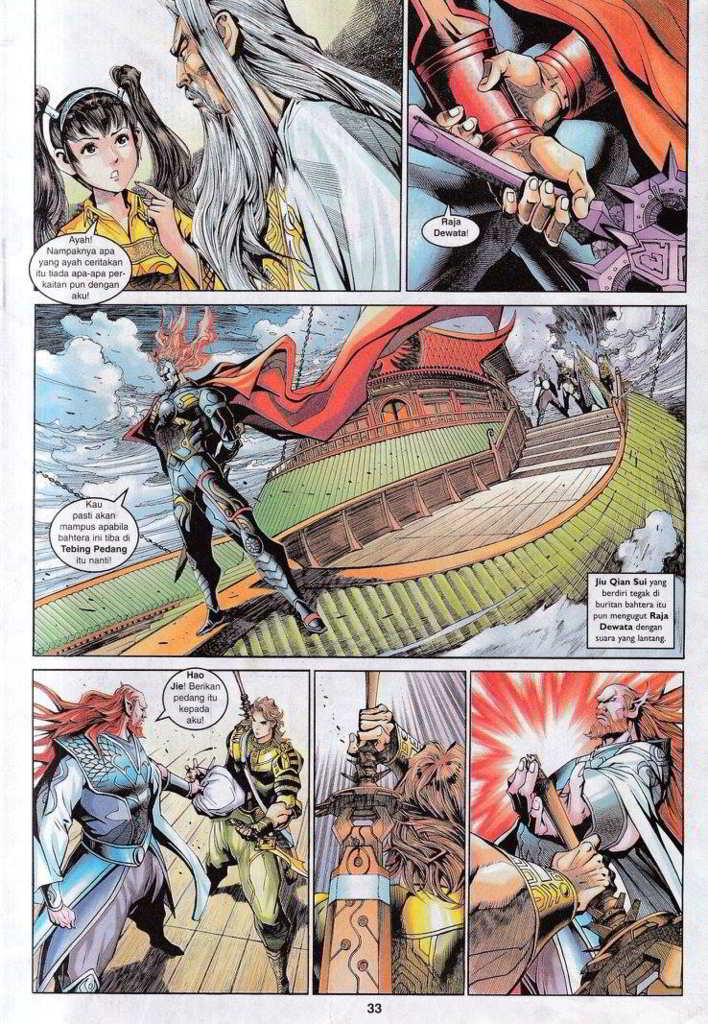 Ayah!
Nampaknya apa
yang ayah ceritakan
itu tiada apa-apa per-
kaitan pun dengan
aku!
Raja
Dewata!
Kau
pasti akan
mampus apabila
bahtera ini tiba di
Tebing Pedang
itu nanti!
Jiu Qian Sui yang
berdiri tegak di
buritan bahtera itu
pun mengugut Raja
Dewata dengan
suara yang lantang.
Hao
Jie! Berikan
pedang itu
kepada
aku!
33